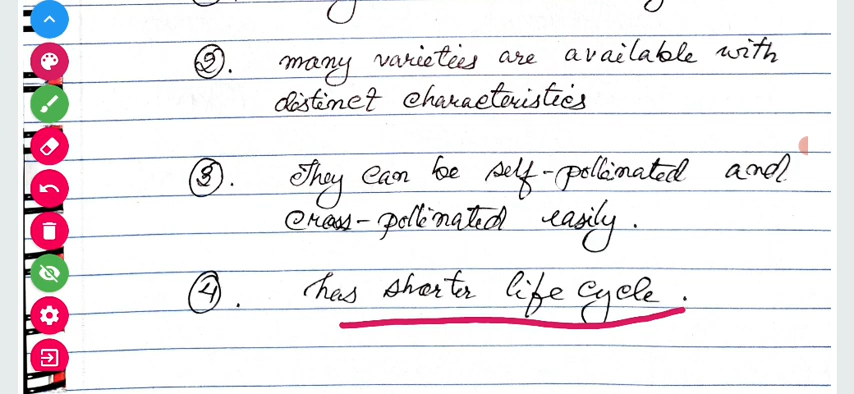 ②. many varieties are available with
distinct characteristics
③. They can be self-pollinated and
cross-pollinated easily.
④. has shorter life cycle.